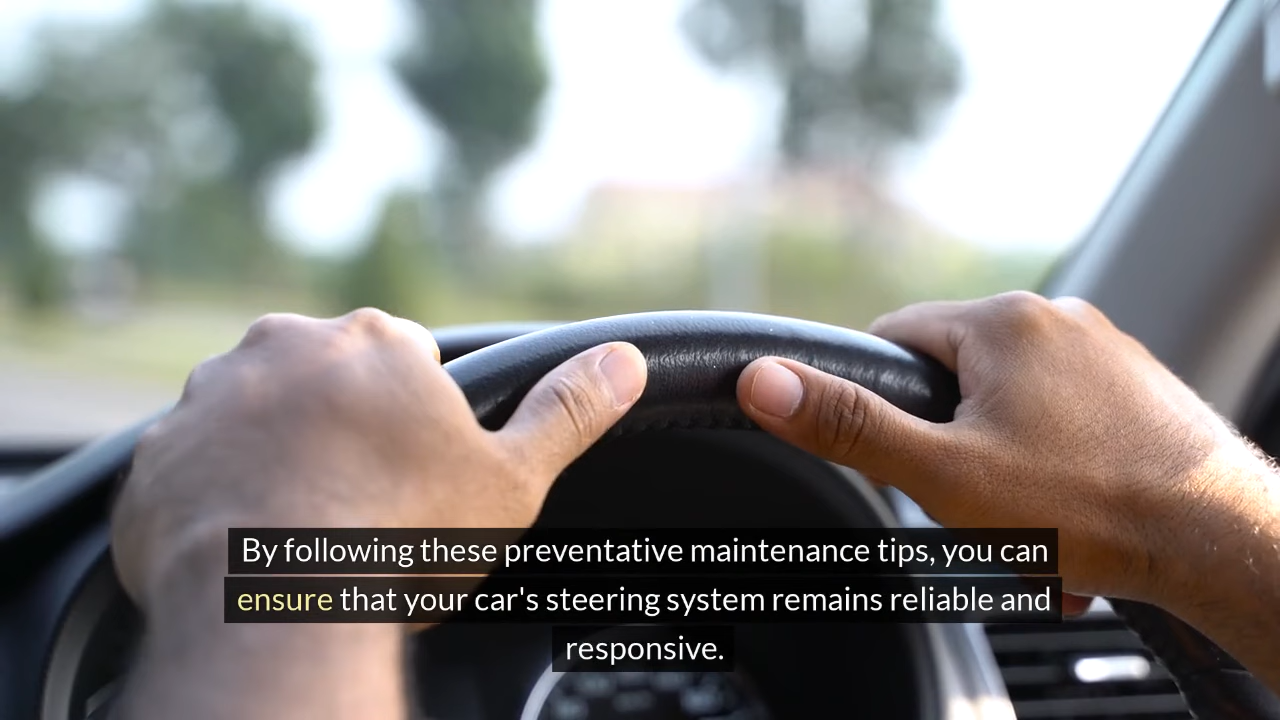 By following these preventative maintenance tips, you can
ensure that your car's steering system remains reliable and
responsive.